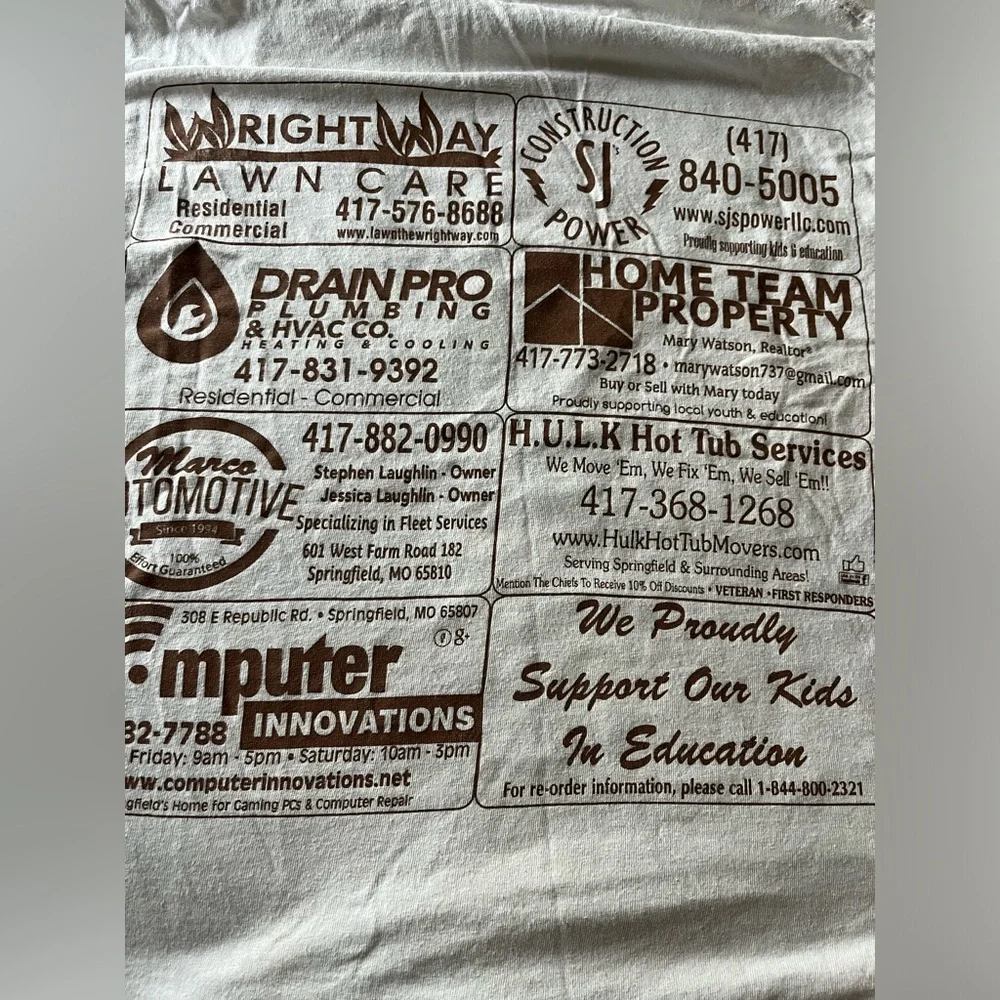 WRIGHT WAY
LAWN CARE
Residential
Commercial
417-576-8688
www.lawnthewrightway.com
CONSTRUCTION
SJ's
POWER
(417)
840-5005
www.sjspowerllc.com
Proudly supporting kids & education
DRAIN PRO
PLUMBING
& HVAC CO.
HEATING & COOLING
417-831-9392
Residential - Commercial
HOME TEAM
PROPERTY
Mary Watson, Realtor®
417-773-2718 • marywatson737@gmail.com
Buy or Sell with Mary today
Proudly supporting local youth & education!
Marco
TOMOTIVE
Since 1994
100%
Effort Guaranteed
417-882-0990
Stephen Laughlin - Owner
Jessica Laughlin - Owner
Specializing in Fleet Services
601 West Farm Road 182
Springfield, MO 65810
H.U.L.K Hot Tub Services
We Move 'Em, We Fix 'Em, We Sell 'Em!!
417-368-1268
www.HulkHotTubMovers.com
Serving Springfield & Surrounding Areas!
Mention The Chiefs To Receive 10% Off Discounts • VETERAN • FIRST RESPONDERS
308 E Republic Rd. • Springfield, MO 65807
mputer
INNOVATIONS
82-7788
Friday: 9am - 5pm • Saturday: 10am - 3pm
ww.computerinnovations.net
gfield's Home for Gaming PCs & Computer Repair
We Proudly
Support Our Kids
In Education
For re-order information, please call 1-844-800-2321